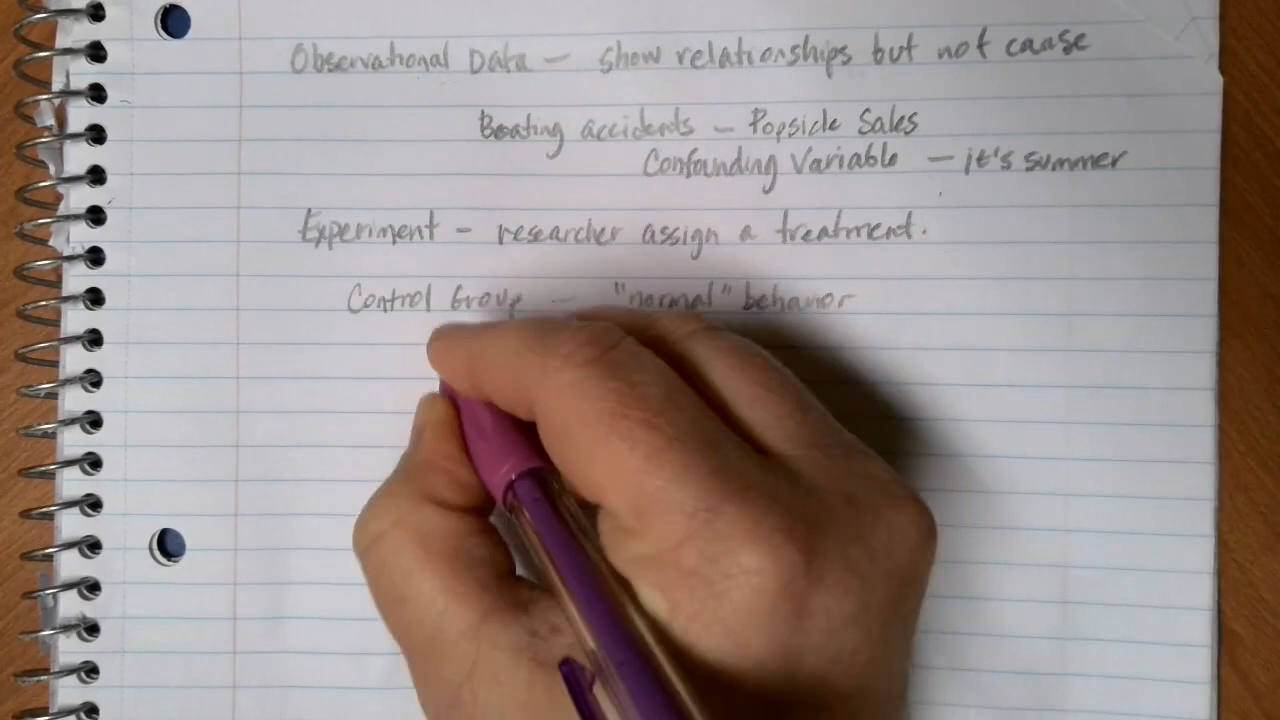 Observational Data — show relationships but not cause
Boating accidents — Popsicle Sales
Confounding Variable — it's summer
Experiment — researcher assign a treatment.
Control Group — "normal" behavior